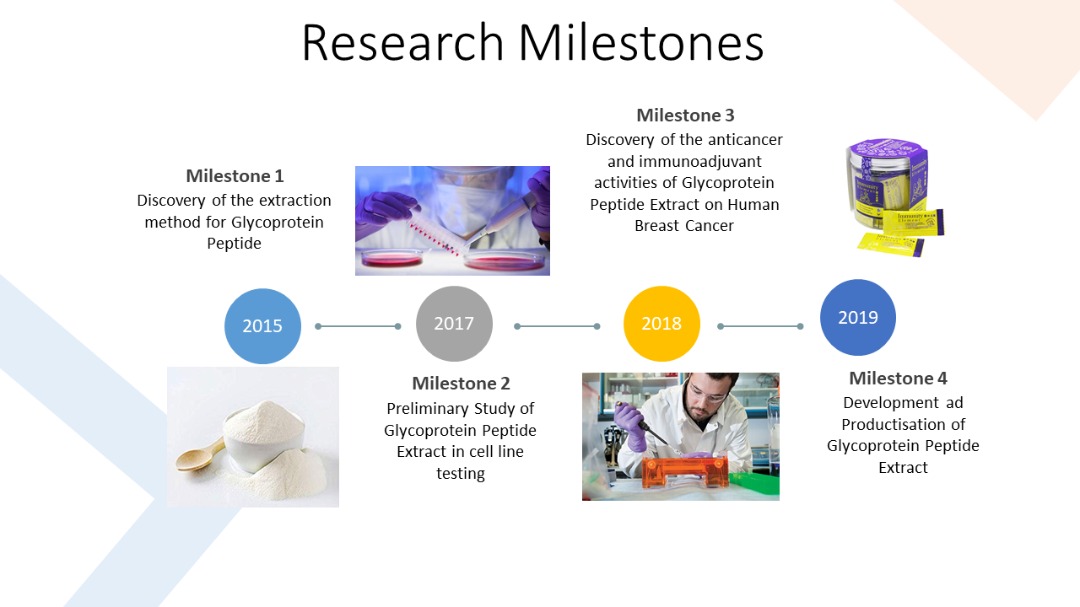 Research Milestones
Milestone 1
Discovery of the extraction
method for Glycoprotein
Peptide
Milestone 3
Discovery of the anticancer
and immunoadjuvant
activities of Glycoprotein
Peptide Extract on Human
Breast Cancer
Immunity
2015
2017
2018
2019
Milestone 2
Preliminary Study of
Glycoprotein Peptide
Extract in cell line
testing
Milestone 4
Development ad
Productisation of
Glycoprotein Peptide
Extract